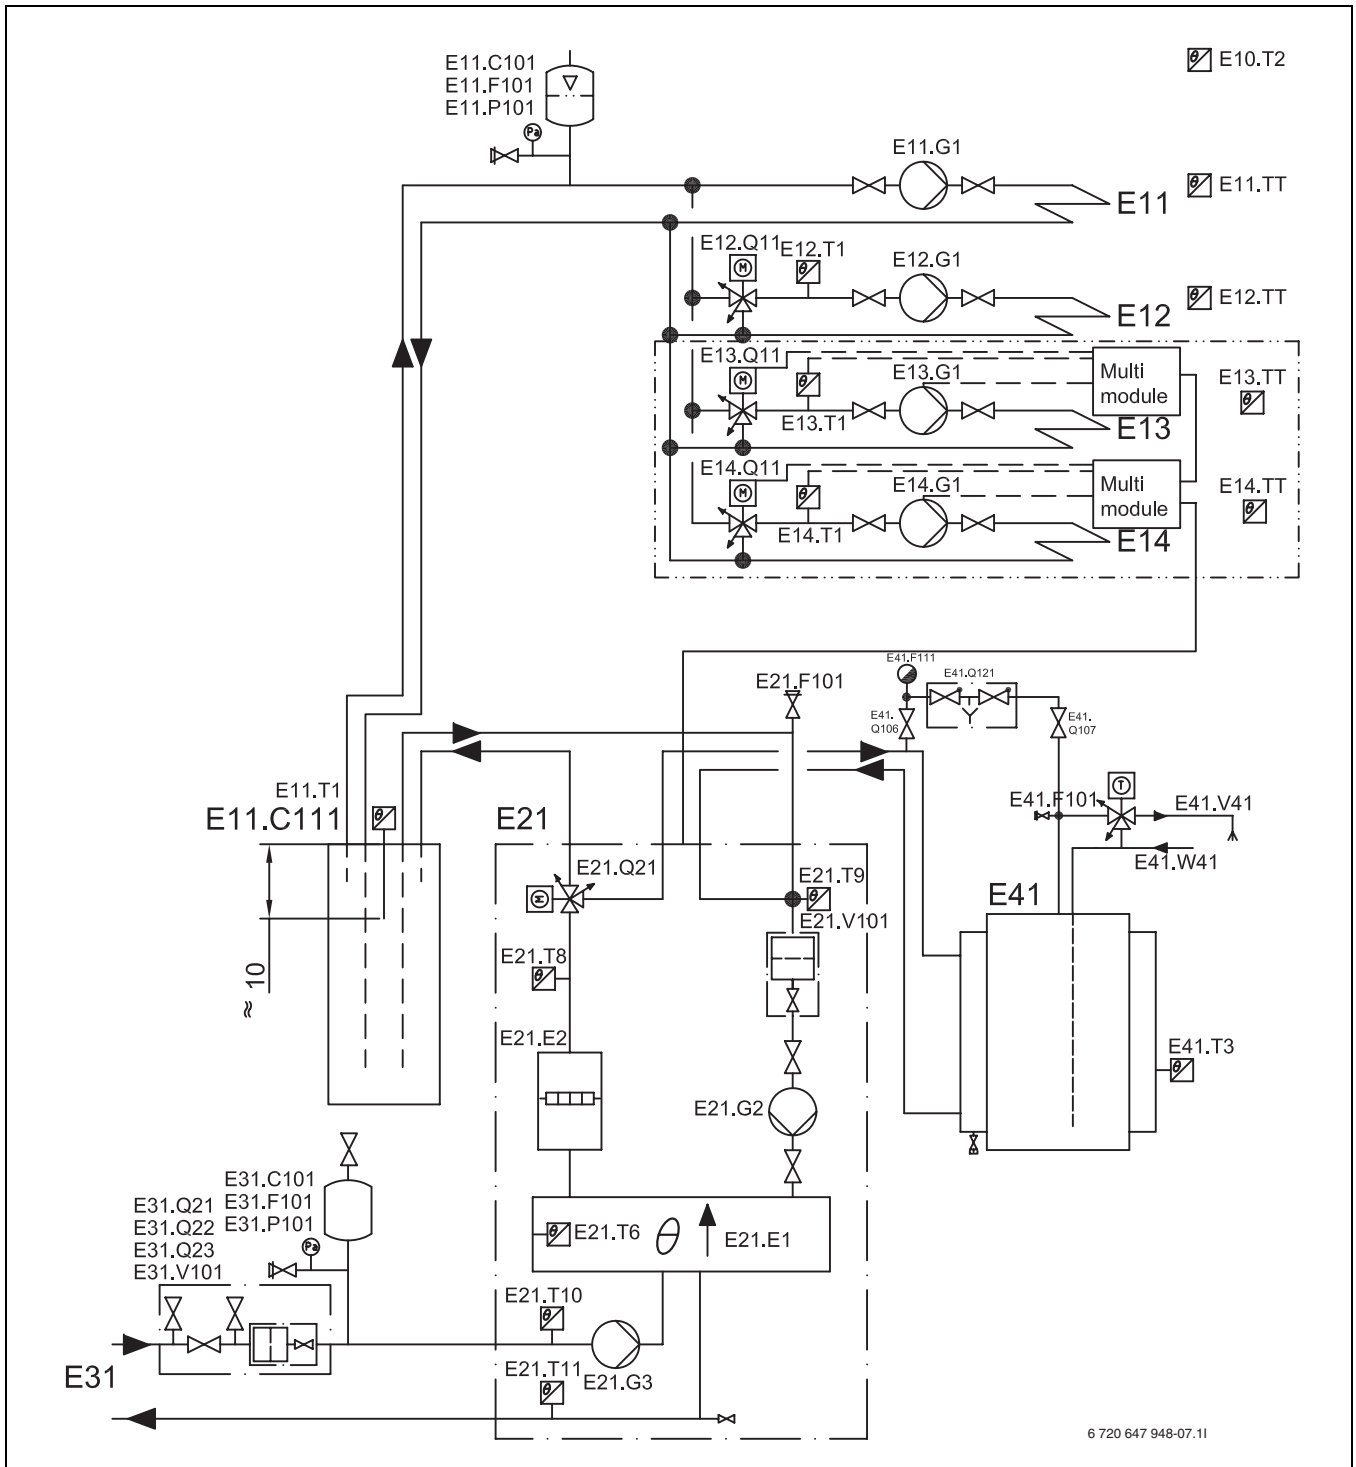 E11.C101
E11.F101
E11.P101
Pa
E10.T2
E11.G1
E11
E11.TT
E12.Q11
E12.T1
E12.G1
M
E12
E12.TT
E13.Q11
E13.G1
Multi
module
M
E13.T1
E13
E13.TT
E14.Q11
E14.G1
Multi
module
M
E14.T1
E14
E14.TT
E41.F111
E41.Q121
E21.F101
E41.
Q106
E41.
Q107
E11.T1
E11.C111
E21
T
E41.F101
E41.V41
E41.W41
E21.Q21
M
E21.T9
E21.V101
E41
E21.T8
≈ 10
E21.E2
E21.G2
E41.T3
E31.C101
E31.F101
E31.P101
E31.Q21
E31.Q22
E31.Q23
E31.V101
Pa
E21.T6
E21.E1
E21.T10
E31
E21.T11
E21.G3
6 720 647 948-07.1I